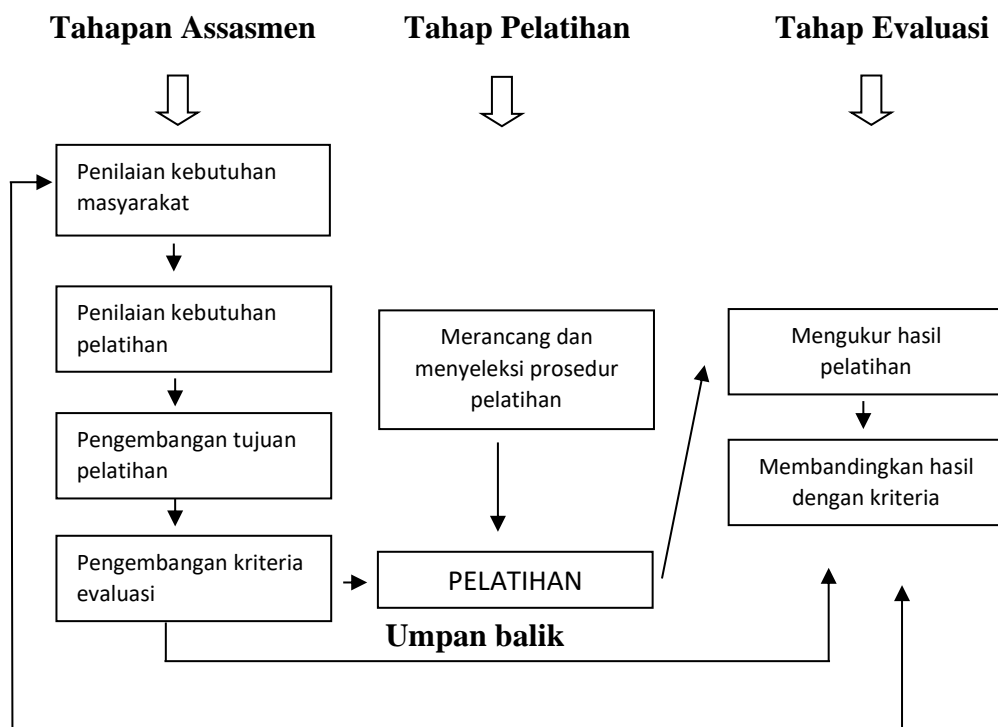 Tahapan Assasmen
Tahap Pelatihan
Tahap Evaluasi
Penilaian kebutuhan
masyarakat
Penilaian kebutuhan
pelatihan
Pengembangan tujuan
pelatihan
Pengembangan kriteria
evaluasi
Merancang dan
menyeleksi prosedur
pelatihan
PELATIHAN
Mengukur hasil
pelatihan
Membandingkan hasil
dengan kriteria
Umpan balik